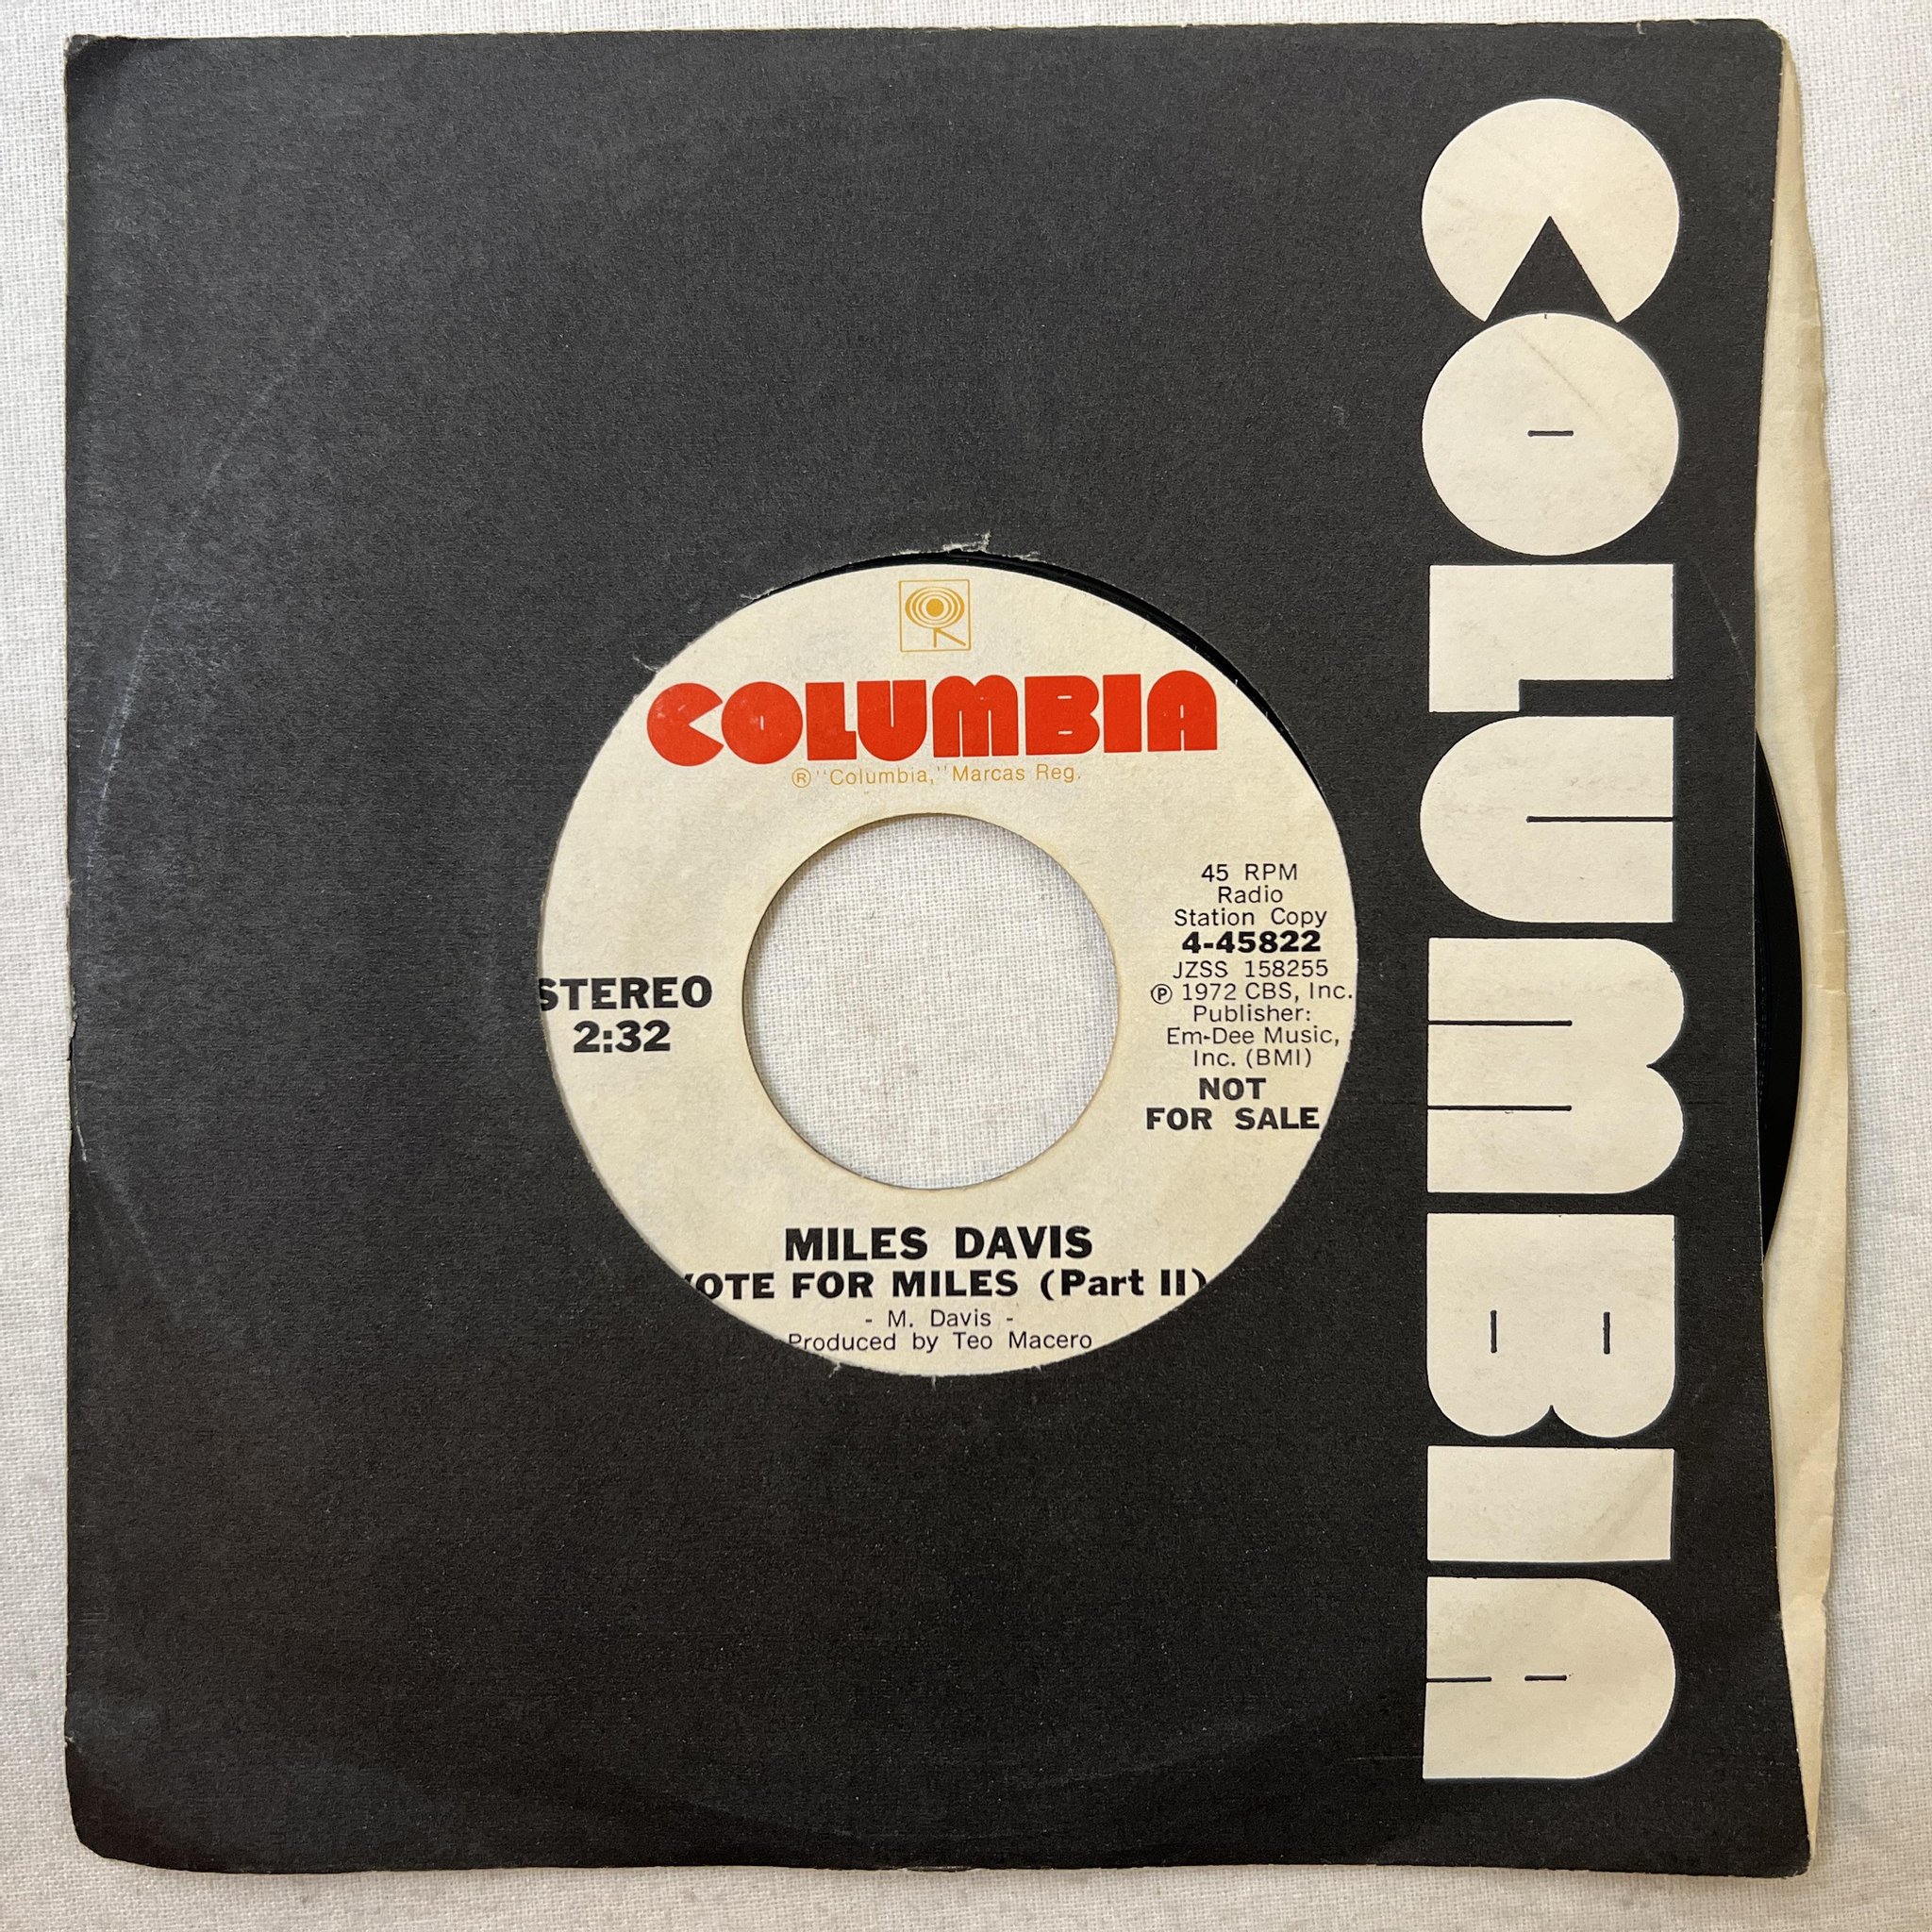 COLUMBIA
COLUMBIA
® "Columbia," Marcas Reg.
45 RPM
Radio
Station Copy
4-45822
JZSS 158255
℗ 1972 CBS, Inc.
Publisher:
Em-Dee Music,
Inc. (BMI)
NOT
FOR SALE
STEREO
2:32
MILES DAVIS
VOTE FOR MILES (Part II)
- M. Davis -
Produced by Teo Macero